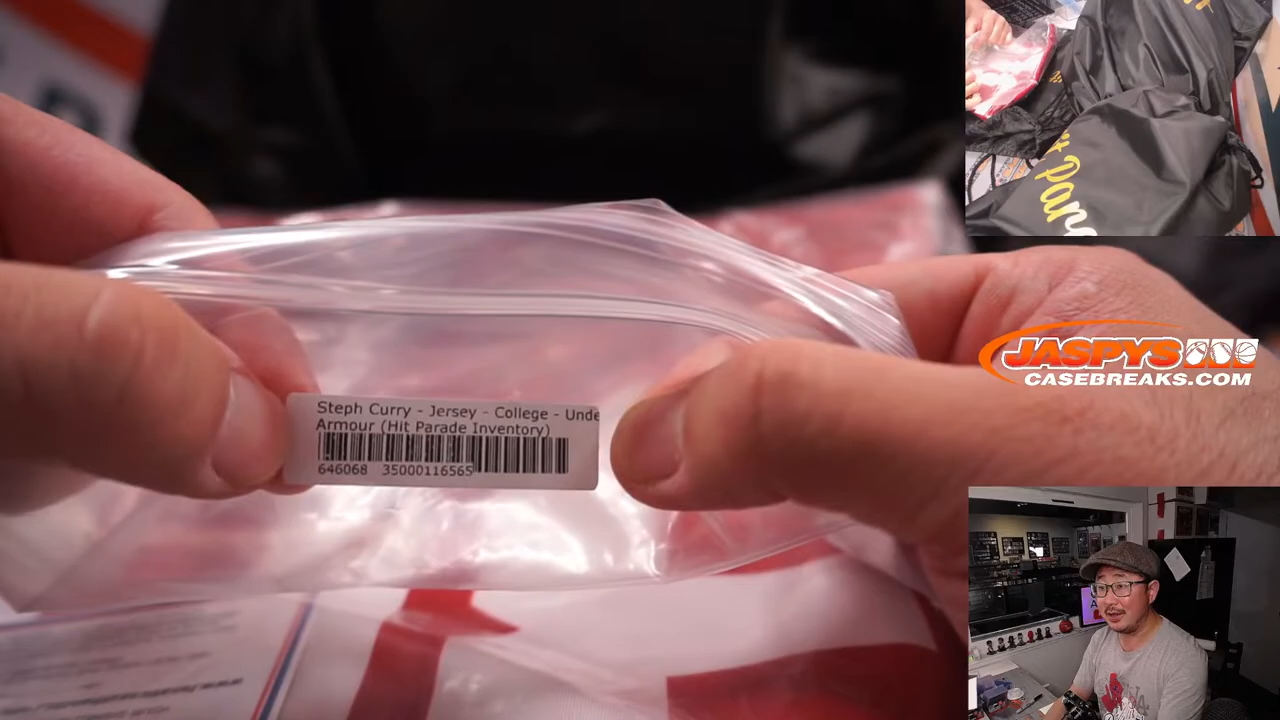 Steph Curry - Jersey - College - Unde
Armour (Hit Parade Inventory)
646068 35000116565
JASPYS
CASEBREAKS.COM